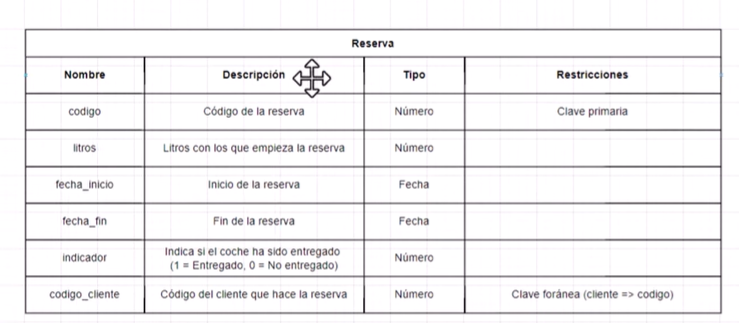 Reserva
Nombre Descripción Tipo Restricciones
codigo Código de la reserva Número Clave primaria
litros Litros con los que empieza la reserva Número
fecha_inicio Inicio de la reserva Fecha
fecha_fin Fin de la reserva Fecha
indicador Indica si el coche ha sido entregado Número
(1 = Entregado, 0 = No entregado)
codigo_cliente Código del cliente que hace la reserva Número Clave foránea (cliente => codigo)